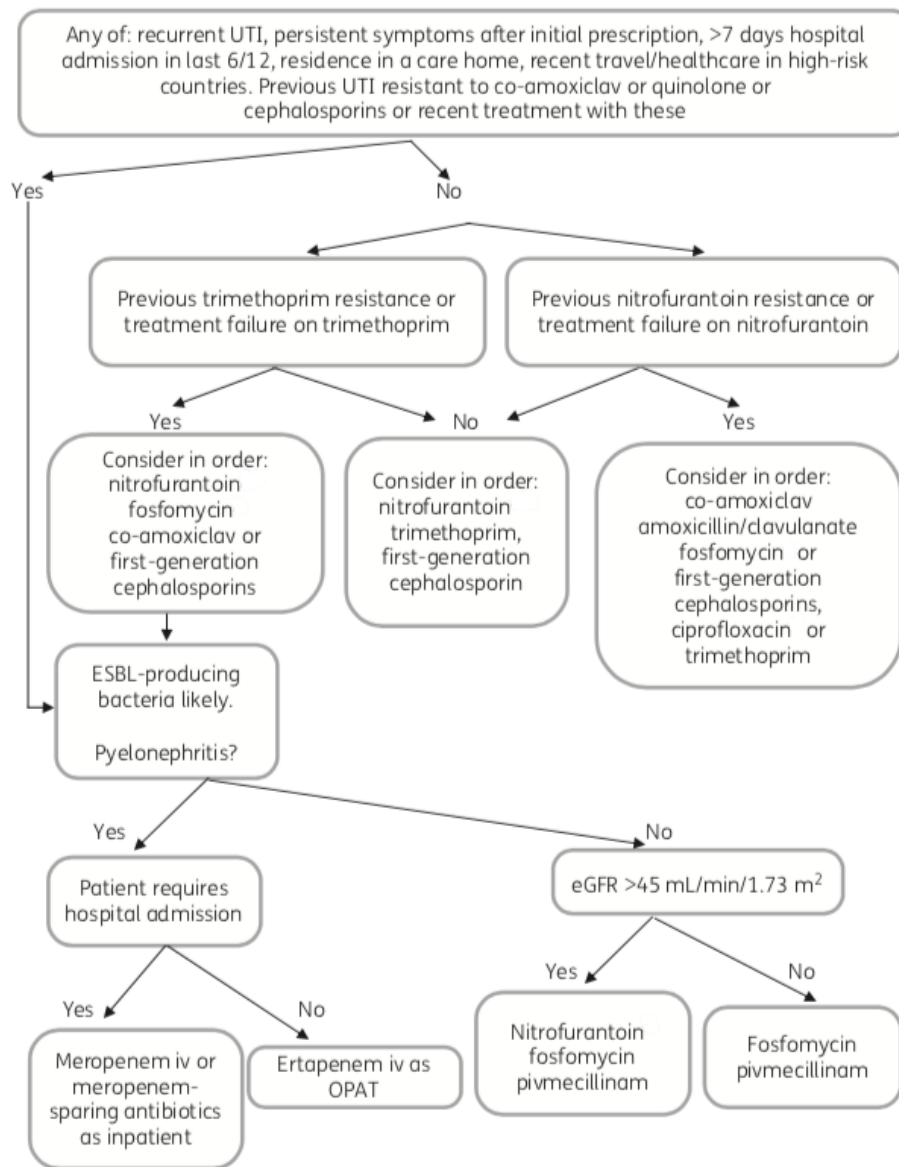 Any of: recurrent UTI, persistent symptoms after initial prescription, >7 days hospital
admission in last 6/12, residence in a care home, recent travel/healthcare in high-risk
countries. Previous UTI resistant to co-amoxiclav or quinolone or
cephalosporins or recent treatment with these
Yes
No
Previous trimethoprim resistance or
treatment failure on trimethoprim
Previous nitrofurantoin resistance or
treatment failure on nitrofurantoin
Yes
No
Yes
Consider in order:
nitrofurantoin
fosfomycin
co-amoxiclav or
first-generation
cephalosporins
Consider in order:
nitrofurantoin
trimethoprim,
first-generation
cephalosporin
Consider in order:
co-amoxiclav
amoxicillin/clavulanate
fosfomycin or
first-generation
cephalosporins,
ciprofloxacin or
trimethoprim
ESBL-producing
bacteria likely.
Pyelonephritis?
Yes
No
Patient requires
hospital admission
eGFR >45 mL/min/1.73 m²
Yes
No
Yes
No
Meropenem iv or
meropenem-
sparing antibiotics
as inpatient
Ertapenem iv as
OPAT
Nitrofurantoin
fosfomycin
pivmecillinam
Fosfomycin
pivmecillinam